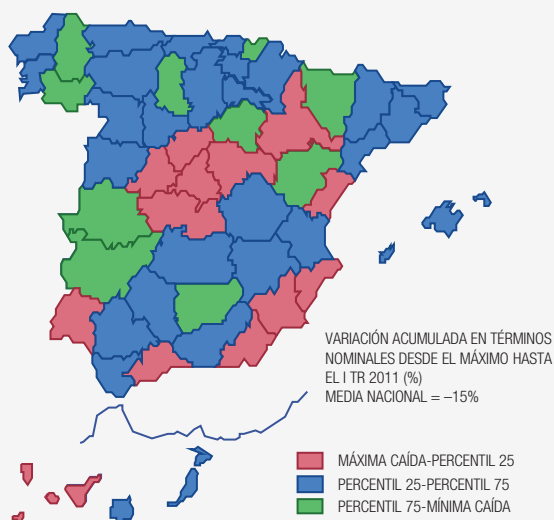 VARIACIÓN ACUMULADA EN TÉRMINOS
NOMINALES DESDE EL MÁXIMO HASTA
EL I TR 2011 (%)
MEDIA NACIONAL = –15%
MÁXIMA CAÍDA-PERCENTIL 25
PERCENTIL 25-PERCENTIL 75
PERCENTIL 75-MÍNIMA CAÍDA